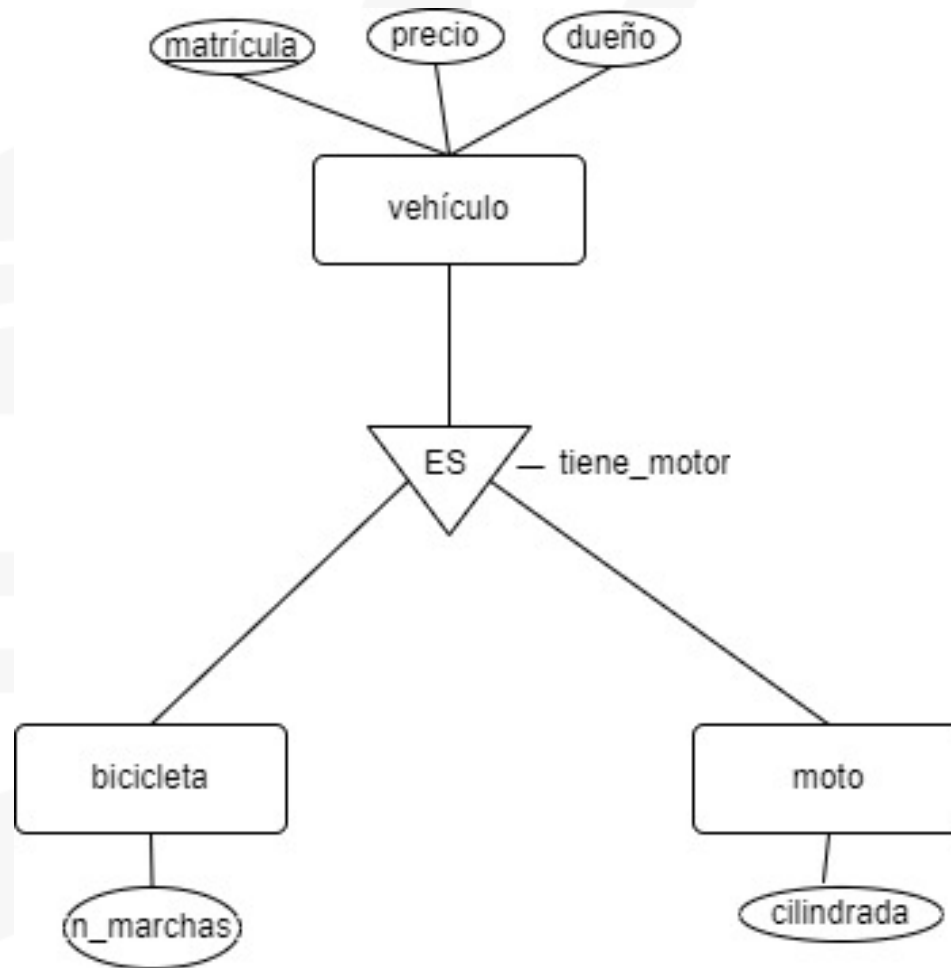 matrícula
precio
dueño
vehículo
ES
tiene_motor
bicicleta
moto
n_marchas
cilindrada